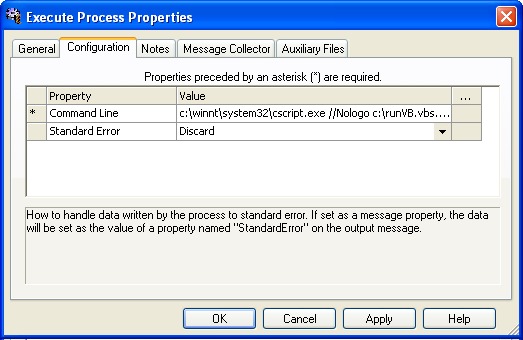 Execute Process Properties
General Configuration Notes Message Collector Auxiliary Files
Properties preceded by an asterisk (*) are required.
Property Value ...
* Command Line c:\winnt\system32\cscript.exe //Nologo c:\runVB.vbs....
Standard Error Discard
How to handle data written by the process to standard error. If set as a message property, the data
will be set as the value of a property named "StandardError" on the output message.
OK Cancel Apply Help